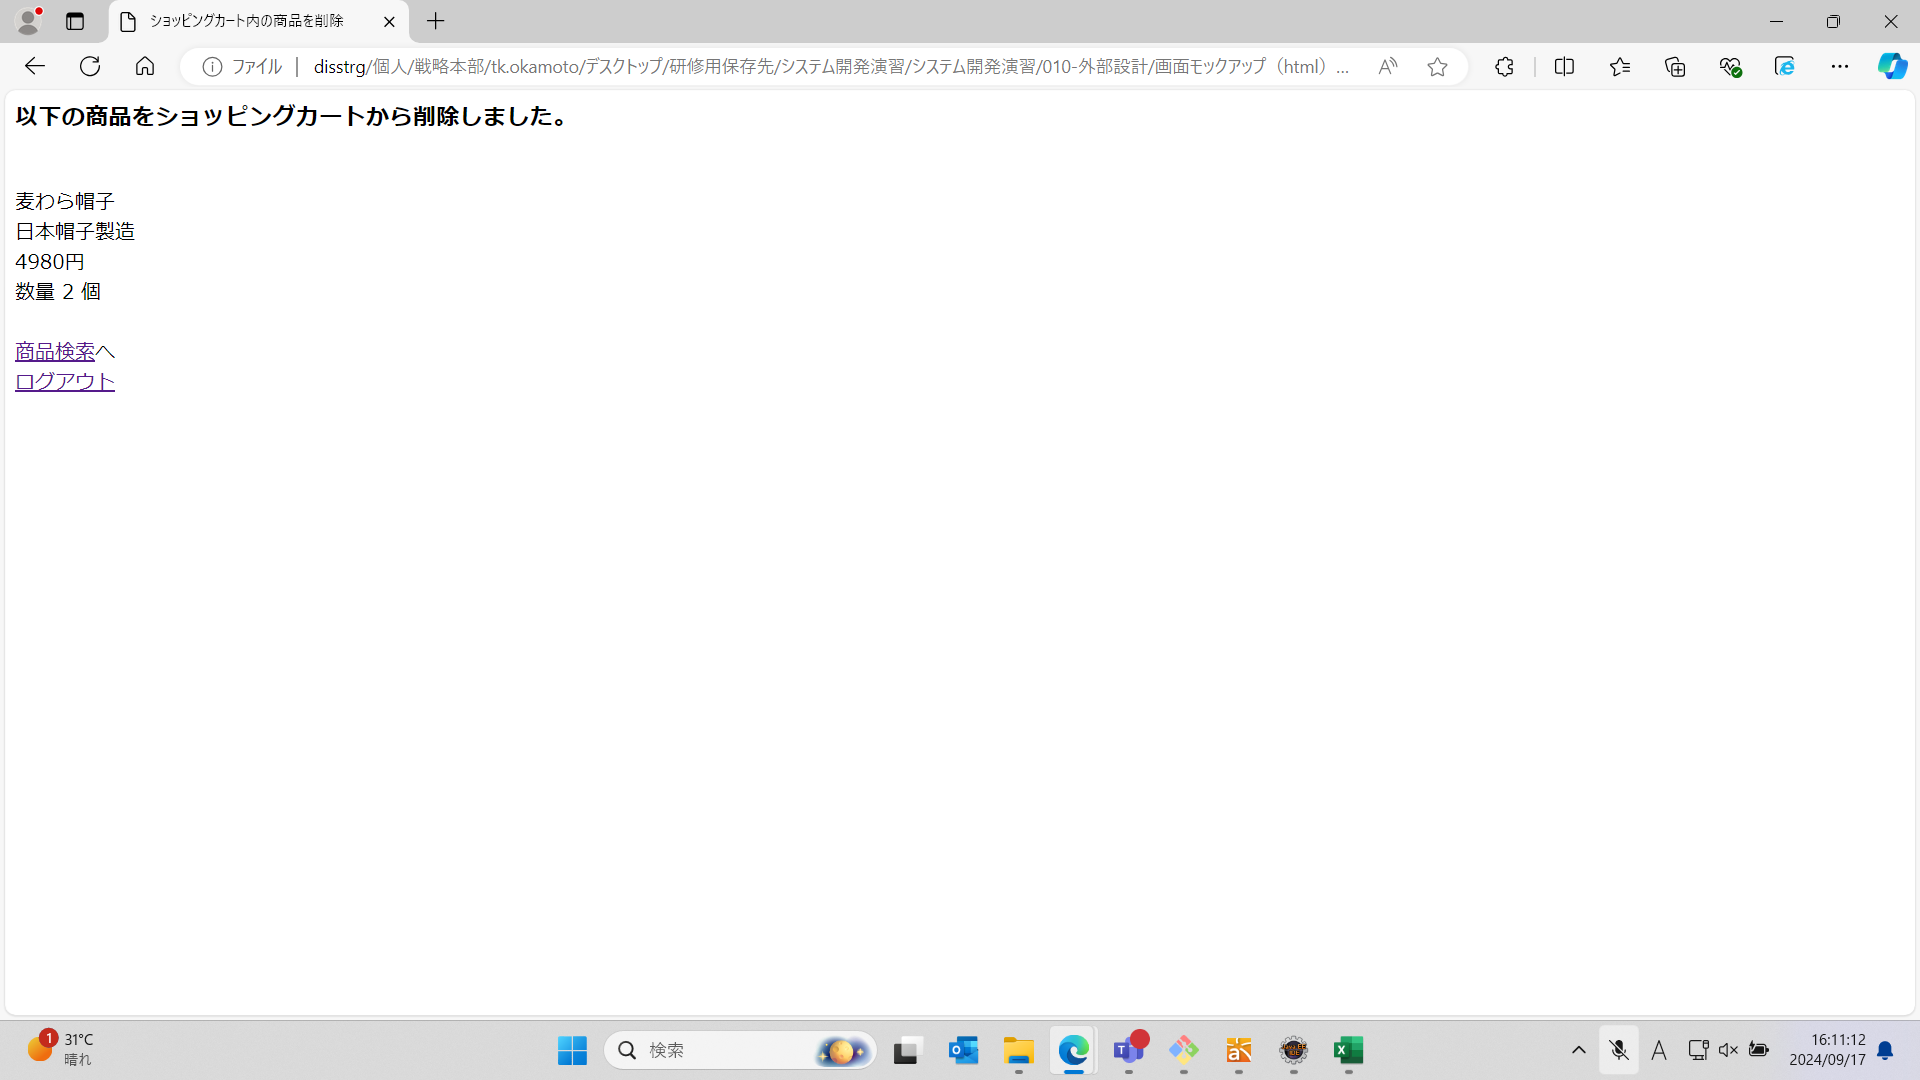 ショッピングカート内の商品を削除
ファイル
disstrg/個人/戦略本部/tk.okamoto/デスクトップ/研修用保存先/システム開発演習/システム開発演習/010-外部設計/画面モックアップ（html）...
以下の商品をショッピングカートから削除しました。
麦わら帽子
日本帽子製造
4980円
数量 2 個
商品検索へ
ログアウト
1
31°C
晴れ
検索
A
16:11:12
2024/09/17